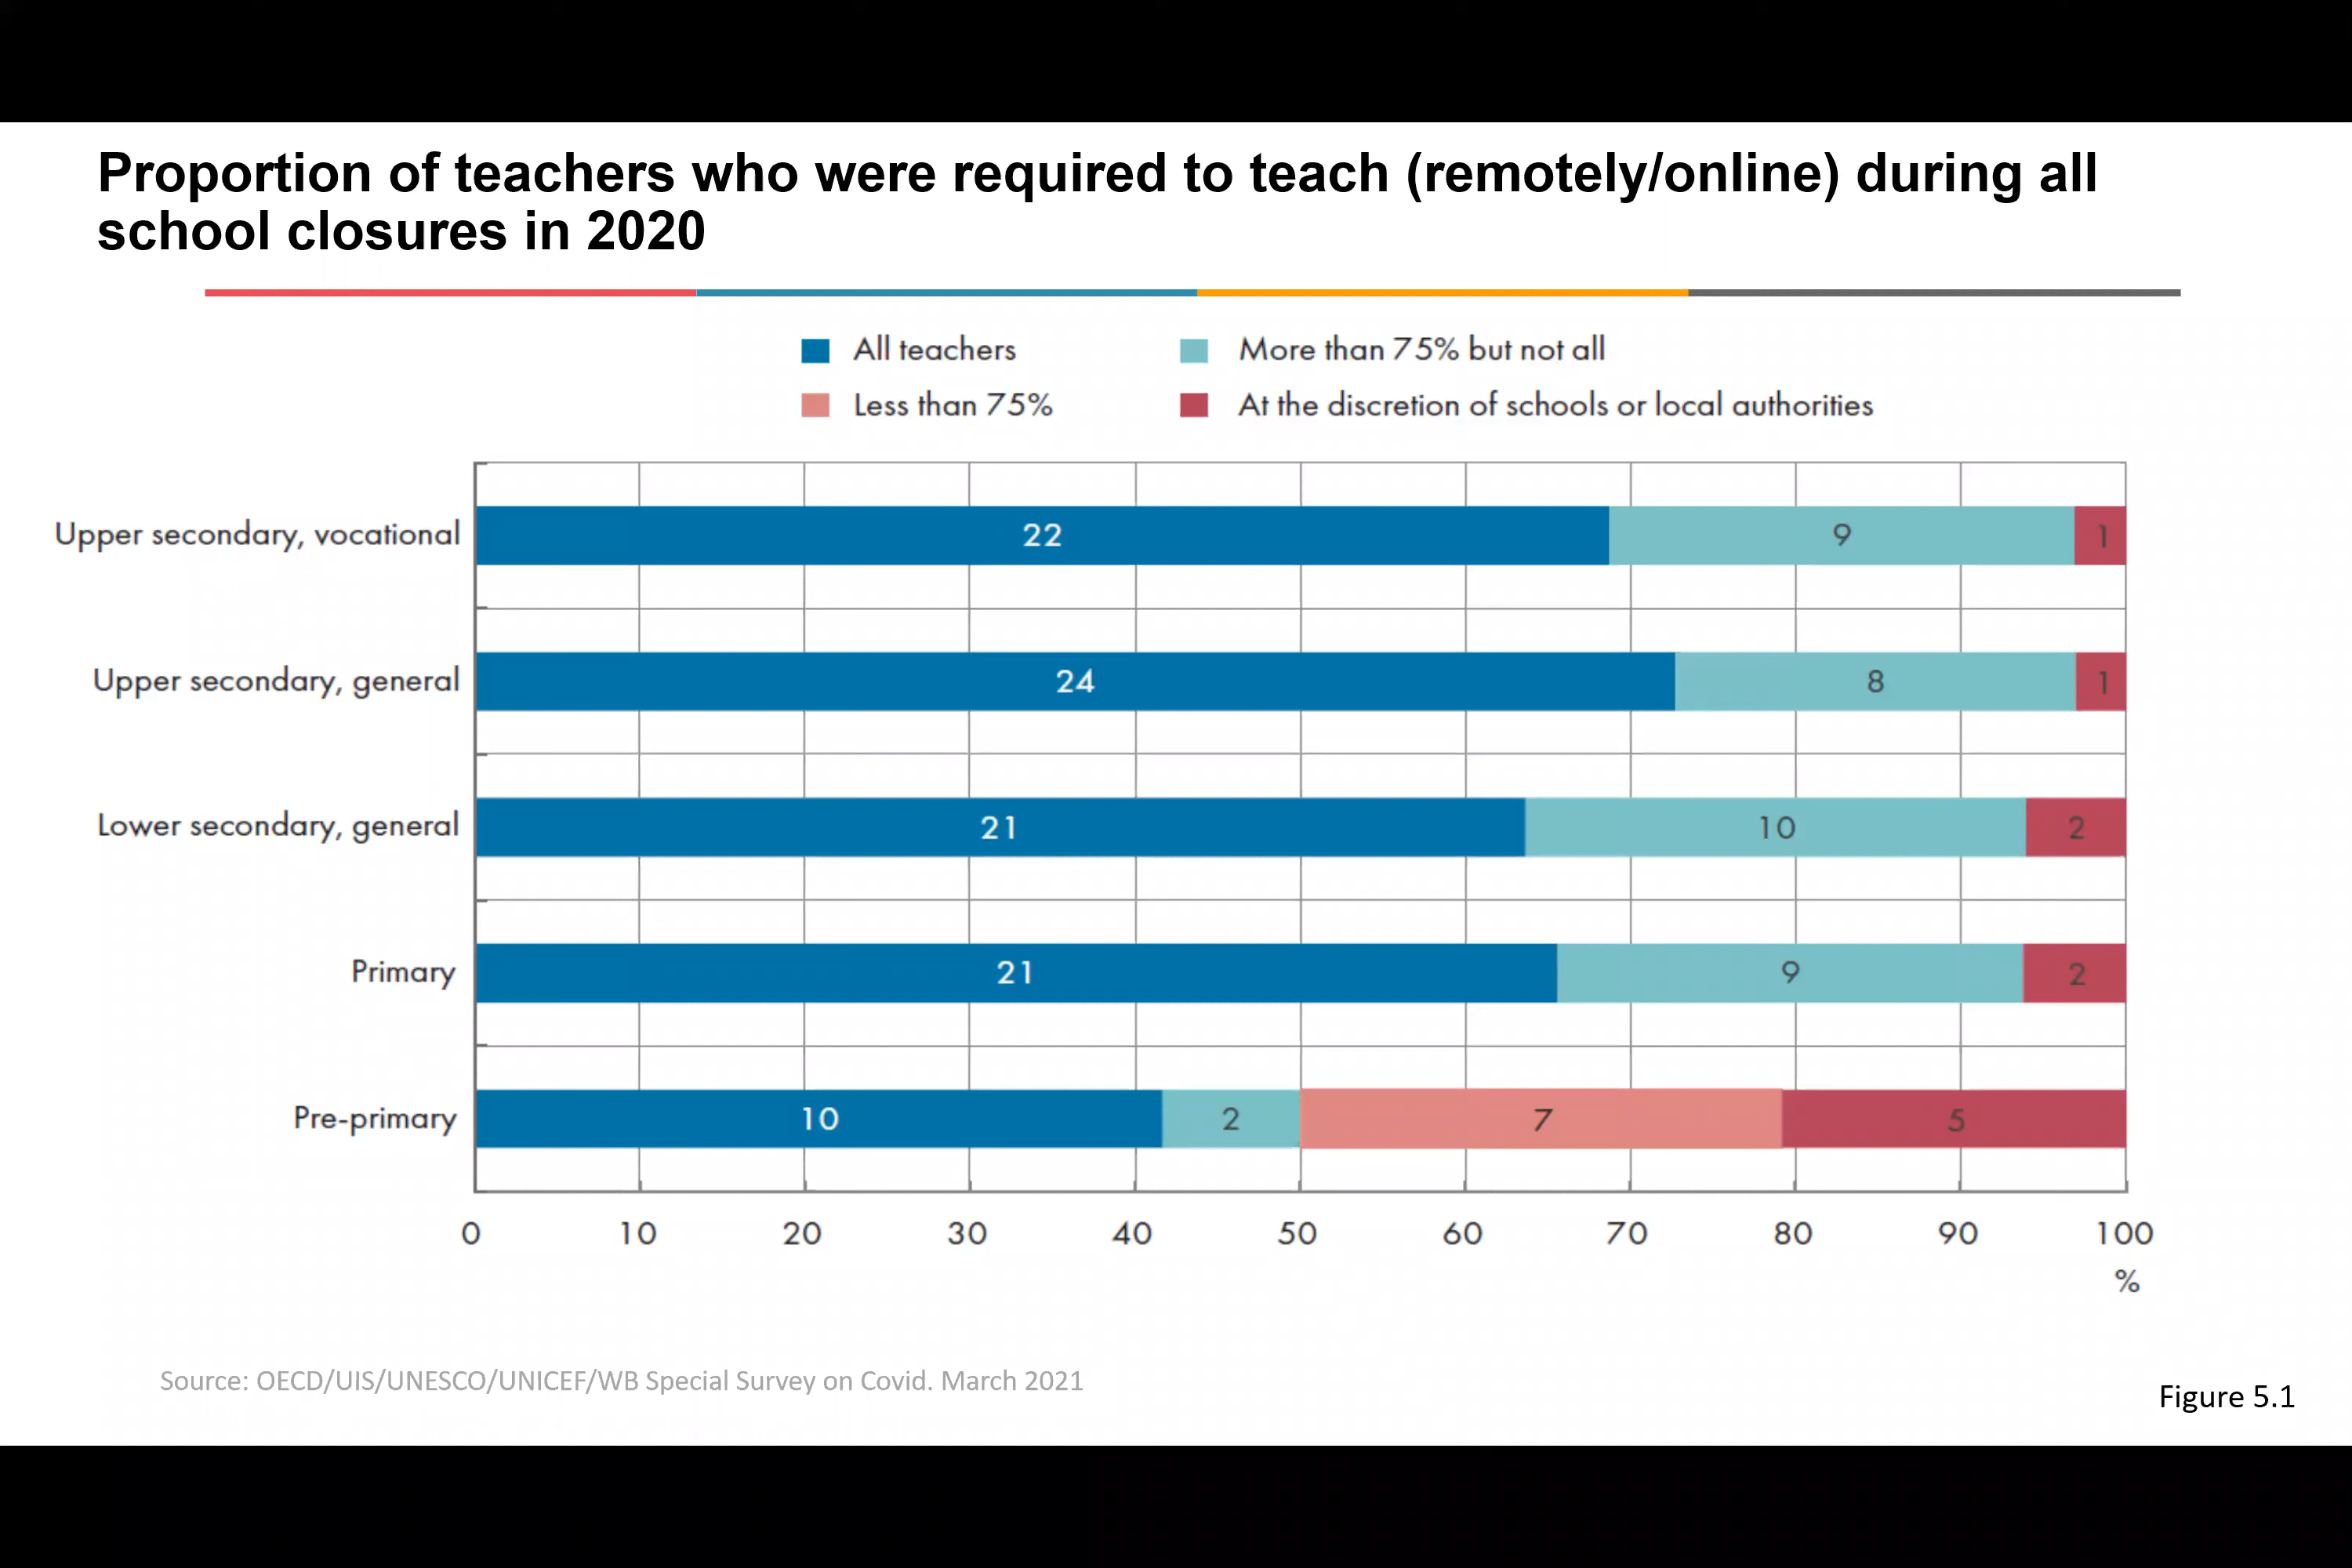 Proportion of teachers who were required to teach (remotely/online) during all
school closures in 2020
All teachers
More than 75% but not all
Less than 75%
At the discretion of schools or local authorities
Upper secondary, vocational 22 9 1
Upper secondary, general 24 8 1
Lower secondary, general 21 10 2
Primary 21 9 2
Pre-primary 10 2 7 5
0 10 20 30 40 50 60 70 80 90 100
%
Source: OECD/UIS/UNESCO/UNICEF/WB Special Survey on Covid. March 2021
Figure 5.1